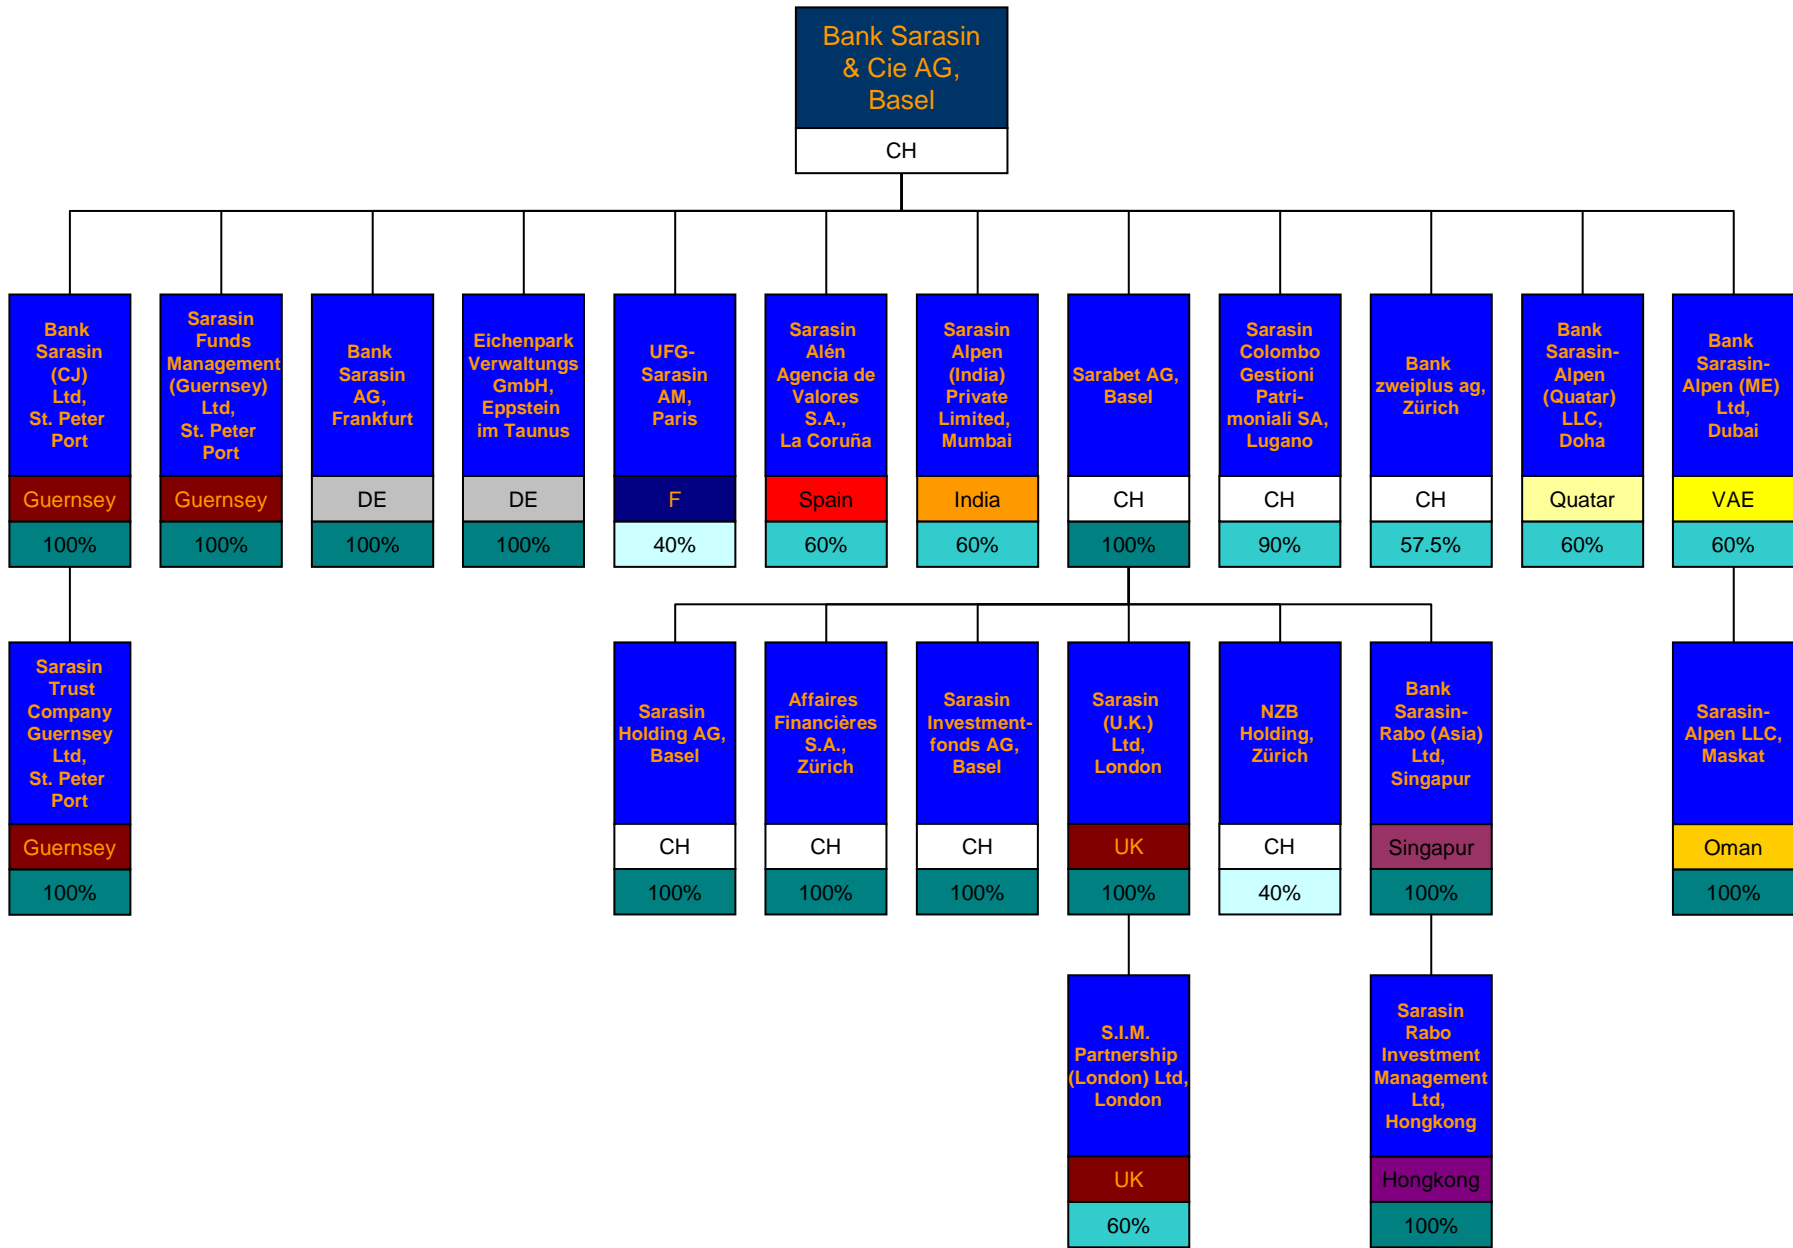 Bank Sarasin
& Cie AG,
Basel
CH
Bank
Sarasin
(CJ)
Ltd,
St. Peter
Port
Guernsey
100%
Sarasin
Funds
Management
(Guernsey)
Ltd,
St. Peter
Port
Guernsey
100%
Bank
Sarasin
AG,
Frankfurt
DE
100%
Eichenpark
Verwaltungs
GmbH,
Eppstein
im Taunus
DE
100%
UFG-
Sarasin
AM,
Paris
F
40%
Sarasin
Alén
Agencia de
Valores
S.A.,
La Coruña
Spain
60%
Sarasin
Alpen
(India)
Private
Limited,
Mumbai
India
60%
Sarabet AG,
Basel
CH
100%
Sarasin
Colombo
Gestioni
Patri-
moniali SA,
Lugano
CH
90%
Bank
zweiplus ag,
Zürich
CH
57.5%
Bank
Sarasin-
Alpen
(Quatar)
LLC,
Doha
Quatar
60%
Bank
Sarasin-
Alpen (ME)
Ltd,
Dubai
VAE
60%
Sarasin
Trust
Company
Guernsey
Ltd,
St. Peter
Port
Guernsey
100%
Sarasin
Holding AG,
Basel
CH
100%
Affaires
Financières
S.A.,
Zürich
CH
100%
Sarasin
Investment-
fonds AG,
Basel
CH
100%
Sarasin
(U.K.)
Ltd,
London
UK
100%
NZB
Holding,
Zürich
CH
40%
Bank
Sarasin-
Rabo (Asia)
Ltd,
Singapur
Singapur
100%
Sarasin-
Alpen LLC,
Maskat
Oman
100%
S.I.M.
Partnership
(London) Ltd,
London
UK
60%
Sarasin
Rabo
Investment
Management
Ltd,
Hongkong
Hongkong
100%